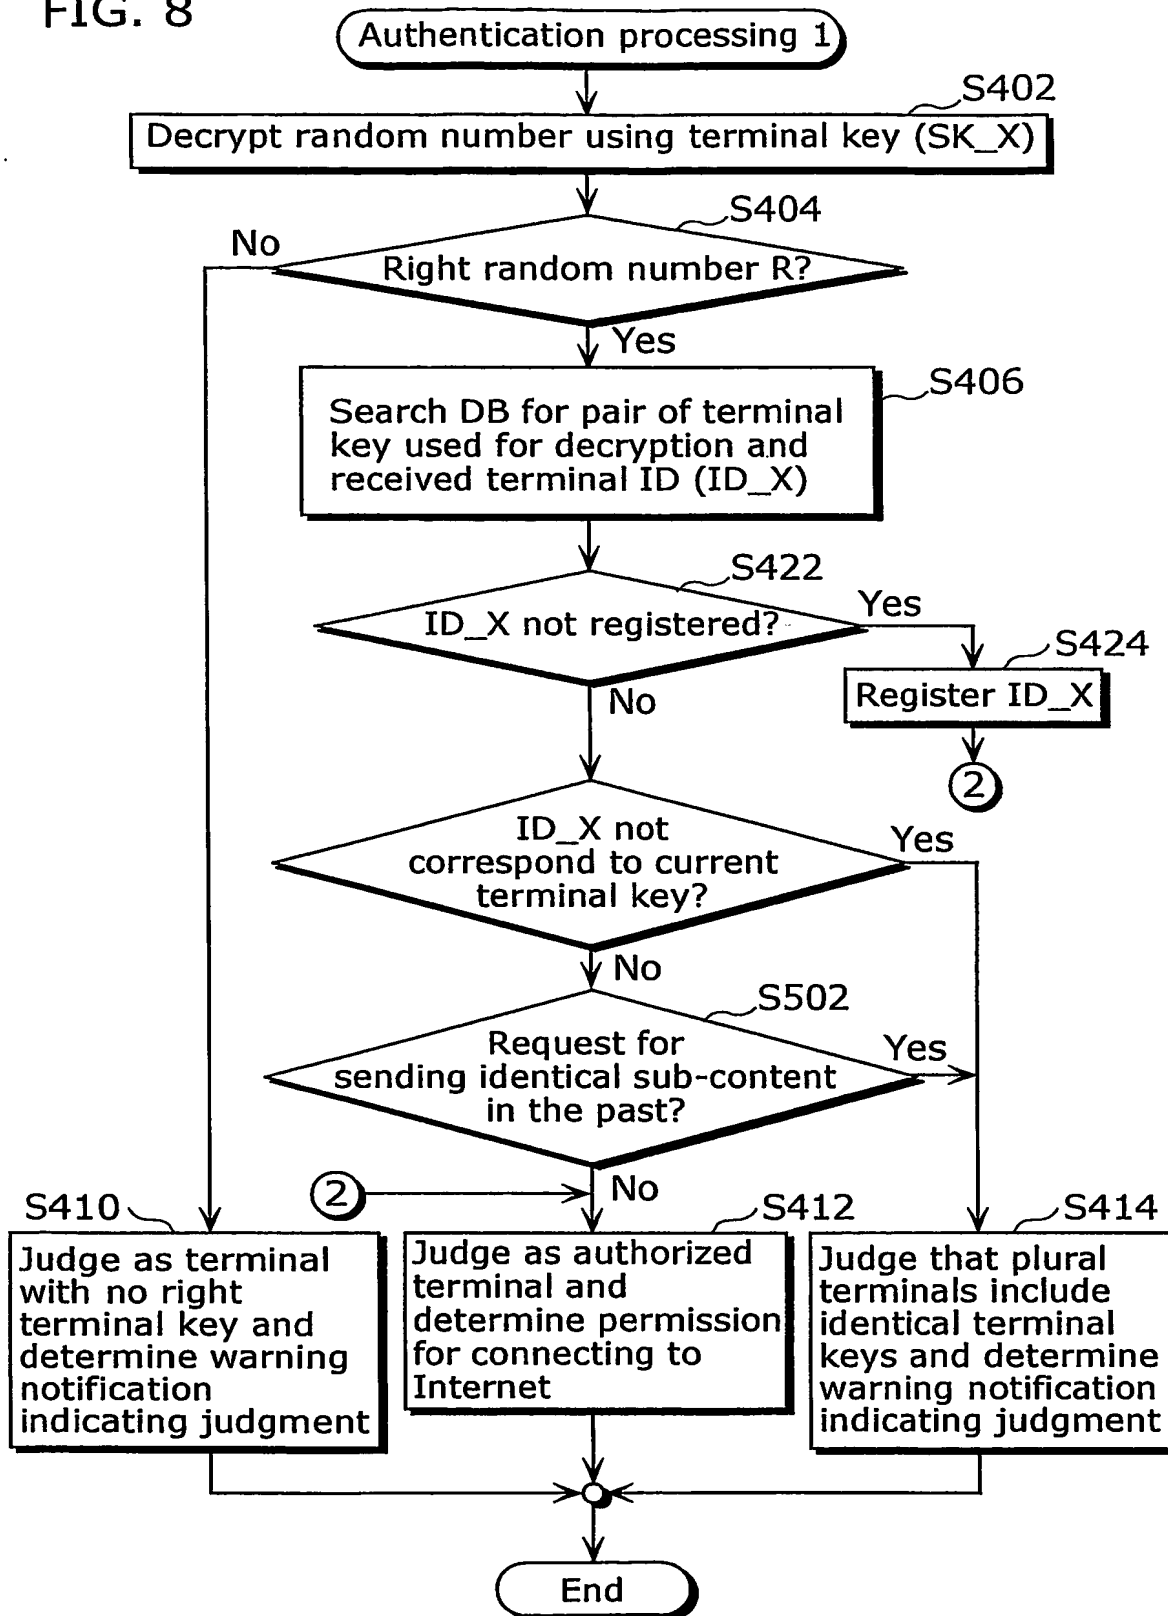 FIG. 8
Authentication processing 1
S402
Decrypt random number using terminal key (SK_X)
S404
No
Right random number R?
Yes
S406
Search DB for pair of terminal
key used for decryption and
received terminal ID (ID_X)
S422
ID_X not registered?
Yes
S424
Register ID_X
No
2
ID_X not
correspond to current
terminal key?
Yes
No
S502
Request for
sending identical sub-content
in the past?
Yes
2
No
S410
Judge as terminal
with no right
terminal key and
determine warning
notification
indicating judgment
S412
Judge as authorized
terminal and
determine permission
for connecting to
Internet
S414
Judge that plural
terminals include
identical terminal
keys and determine
warning notification
indicating judgment
End